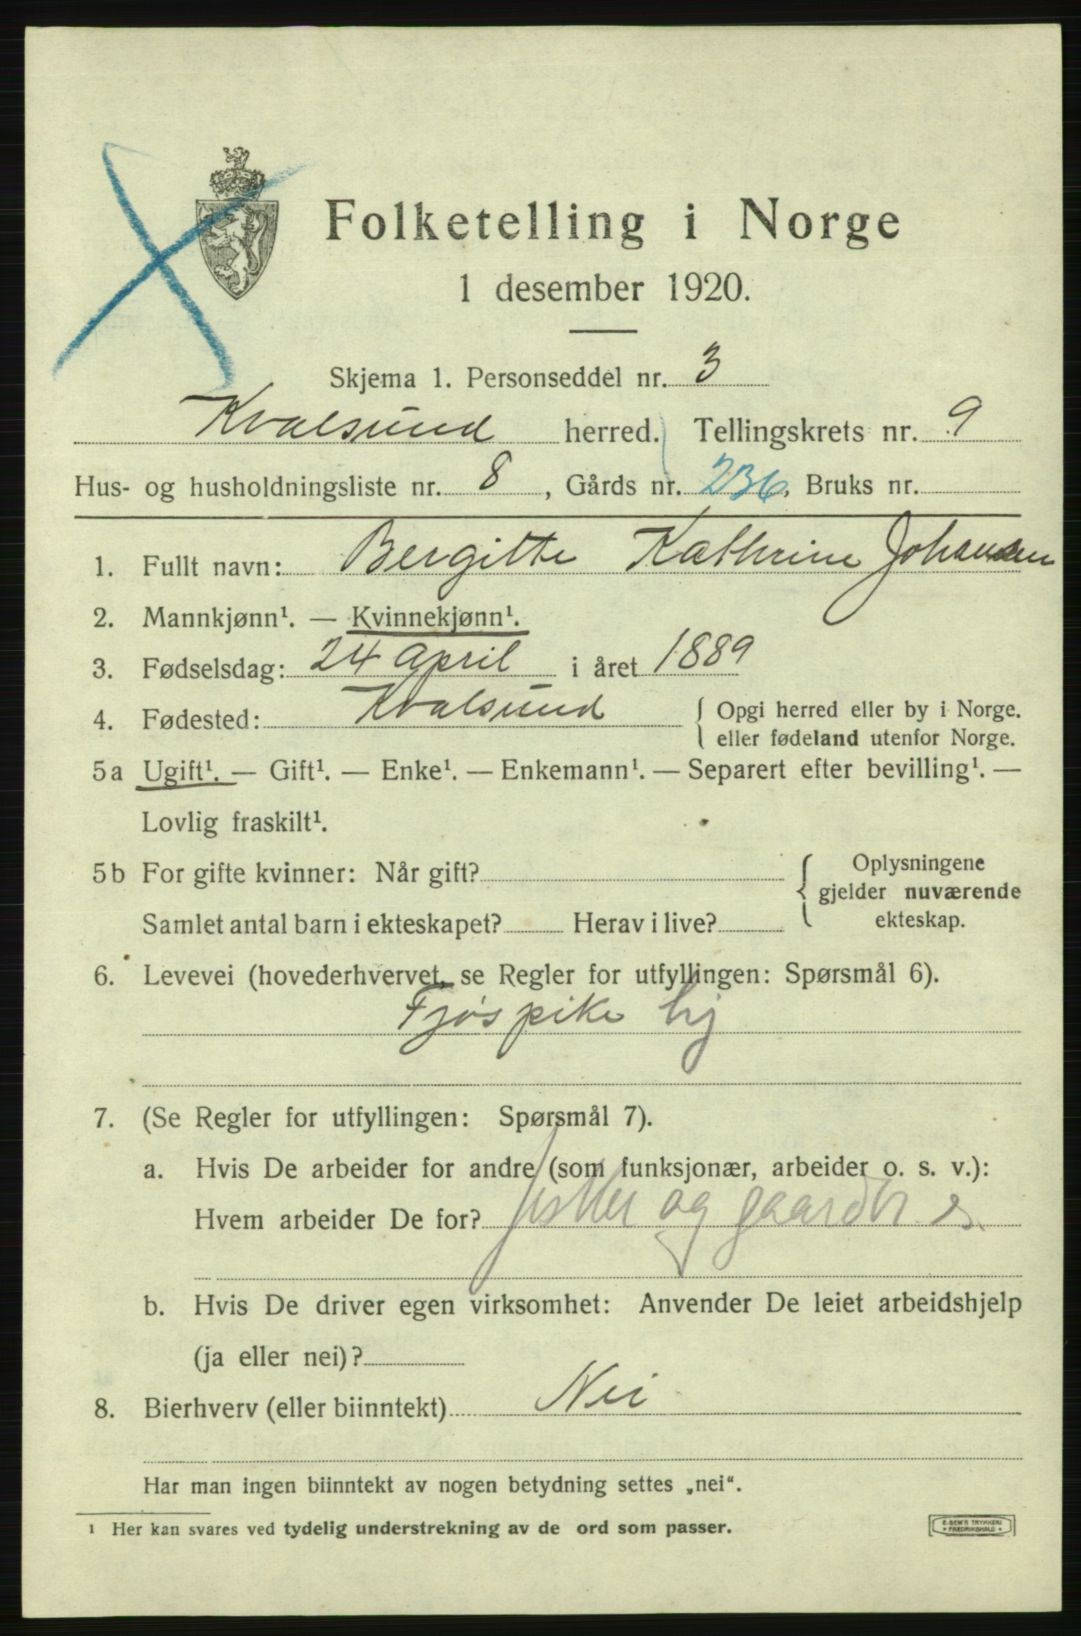 Folketelling i Norge
1 desember 1920.
Skjema 1. Personseddel nr. 3
Kvalsund herred. Tellingskrets nr. 9
Hus- og husholdningsliste nr. 8, Gårds nr. 236, Bruks nr.
1. Fullt navn: Bergitte Kathrine Johansen
2. Mannkjønn¹. — Kvinnekjønn¹.
3. Fødselsdag: 24 april i året 1889
4. Fødested: Kvalsund { Opgi herred eller by i Norge.
eller fødeland utenfor Norge.
5a Ugift¹. — Gift¹. — Enke¹. — Enkemann¹. — Separert efter bevilling¹. —
Lovlig fraskilt¹.
5b For gifte kvinner: Når gift?
Samlet antal barn i ekteskapet? Herav i live?
{ Oplysningene
gjelder nuværende
ekteskap.
6. Levevei (hovederhvervet, se Regler for utfyllingen: Spørsmål 6).
Fjøspike hj
7. (Se Regler for utfyllingen: Spørsmål 7).
a. Hvis De arbeider for andre (som funksjonær, arbeider o. s. v.):
Hvem arbeider De for? fisker og gaardbr. s.
b. Hvis De driver egen virksomhet: Anvender De leiet arbeidshjelp
(ja eller nei)?
8. Bierhverv (eller biinntekt) Nei
Har man ingen biinntekt av nogen betydning settes „nei“.
¹ Her kan svares ved tydelig understrekning av de ord som passer.
E. SEM'S TRYKKERI
FREDRIKSHALD